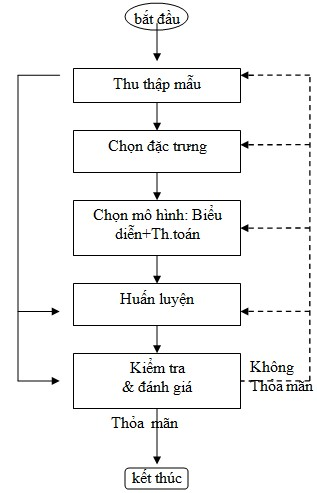 bắt đầu
Thu thập mẫu
Chọn đặc trưng
Chọn mô hình: Biểu
diễn+Th.toán
Huấn luyện
Kiểm tra
& đánh giá
Không
Thỏa mãn
Thỏa mãn
kết thúc